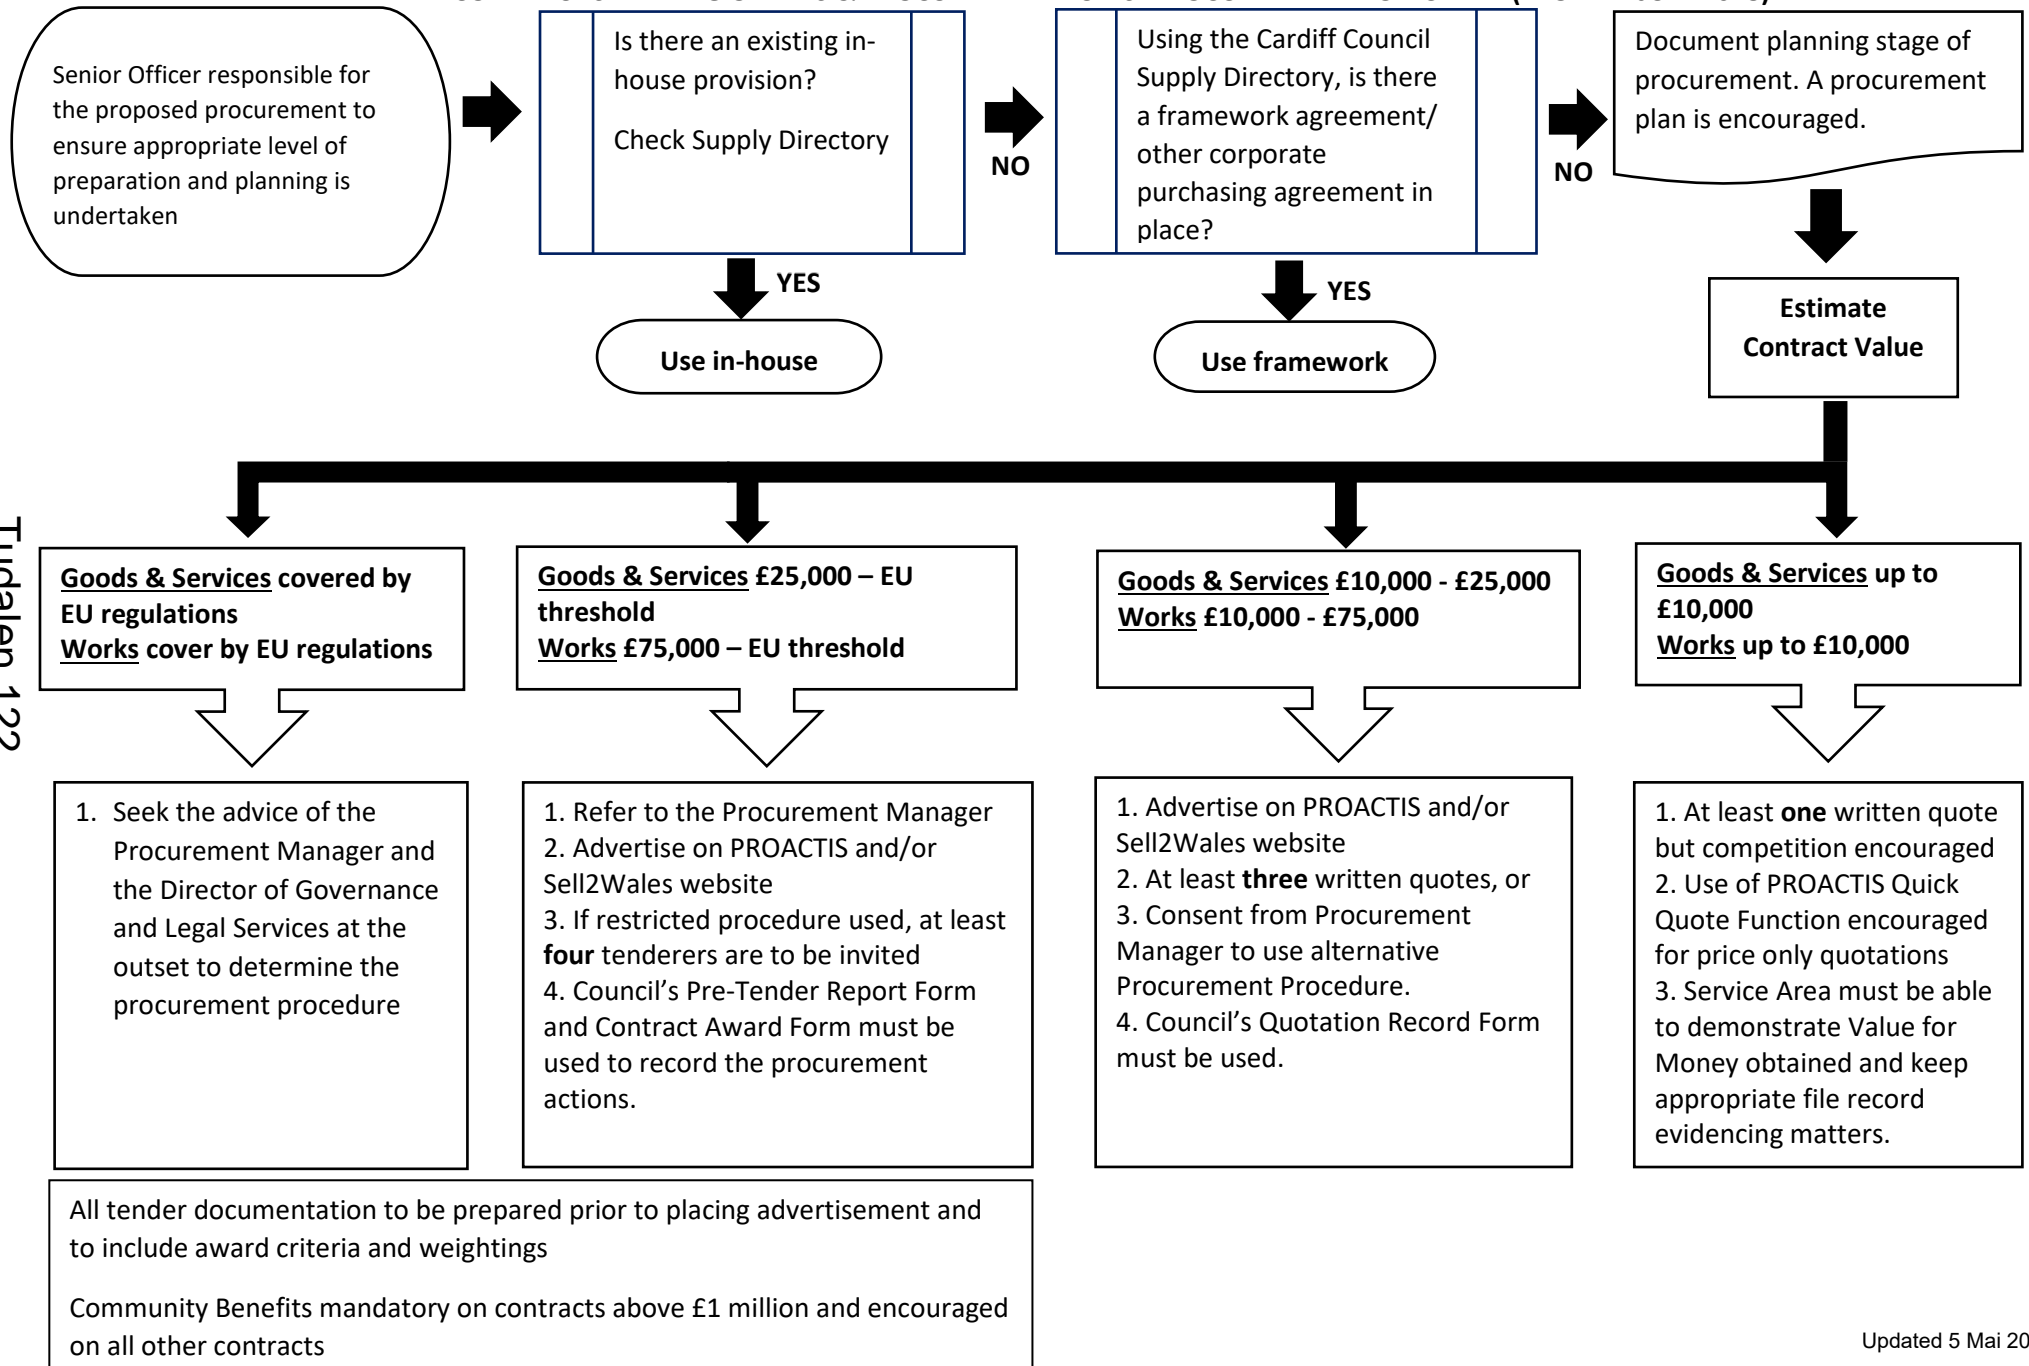 Senior Officer responsible for
the proposed procurement to
ensure appropriate level of
preparation and planning is
undertaken
Is there an existing in-
house provision?
Check Supply Directory
NO
Using the Cardiff Council
Supply Directory, is there
a framework agreement/
other corporate
purchasing agreement in
place?
NO
Document planning stage of
procurement. A procurement
plan is encouraged.
YES
Use in-house
YES
Use framework
Estimate
Contract Value
Goods & Services covered by
EU regulations
Works cover by EU regulations
Goods & Services £25,000 – EU
threshold
Works £75,000 – EU threshold
Goods & Services £10,000 - £25,000
Works £10,000 - £75,000
Goods & Services up to
£10,000
Works up to £10,000
1. Seek the advice of the
Procurement Manager and
the Director of Governance
and Legal Services at the
outset to determine the
procurement procedure
1. Refer to the Procurement Manager
2. Advertise on PROACTIS and/or
Sell2Wales website
3. If restricted procedure used, at least
four tenderers are to be invited
4. Council’s Pre-Tender Report Form
and Contract Award Form must be
used to record the procurement
actions.
1. Advertise on PROACTIS and/or
Sell2Wales website
2. At least three written quotes, or
3. Consent from Procurement
Manager to use alternative
Procurement Procedure.
4. Council’s Quotation Record Form
must be used.
1. At least one written quote
but competition encouraged
2. Use of PROACTIS Quick
Quote Function encouraged
for price only quotations
3. Service Area must be able
to demonstrate Value for
Money obtained and keep
appropriate file record
evidencing matters.
All tender documentation to be prepared prior to placing advertisement and
to include award criteria and weightings
Community Benefits mandatory on contracts above £1 million and encouraged
on all other contracts
Tudalen 122
Updated 5 Mai 20